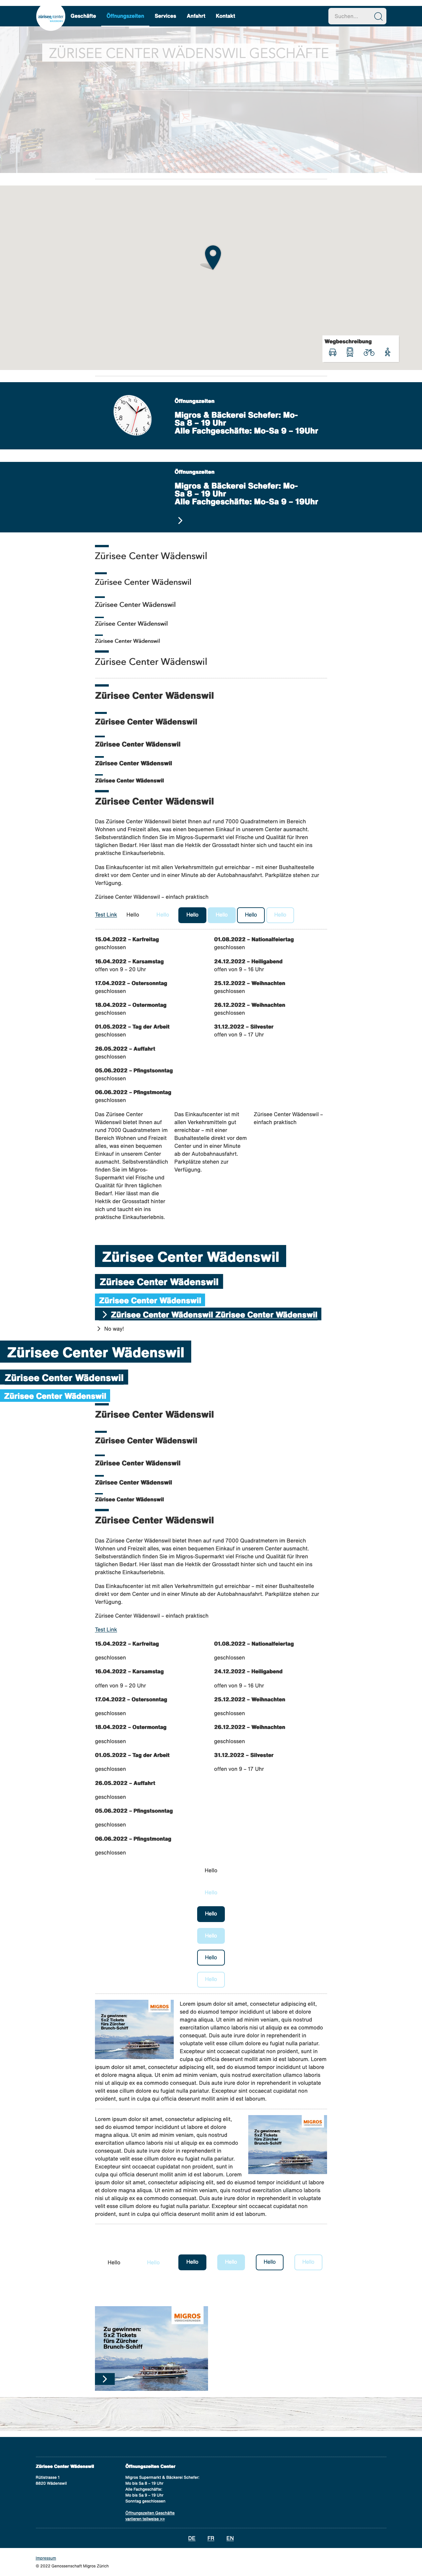 zürisee center
Geschäfte
Öffnungszeiten
Services
Anfahrt
Kontakt
Suchen...
ZÜRISEE CENTER WÄDENSWIL GESCHÄFTE
Wegbeschreibung
Öffnungszeiten
Migros & Bäckerei Schefer: Mo-
Sa 8 – 19 Uhr
Alle Fachgeschäfte: Mo-Sa 9 – 19Uhr
Öffnungszeiten
Migros & Bäckerei Schefer: Mo-
Sa 8 – 19 Uhr
Alle Fachgeschäfte: Mo-Sa 9 – 19Uhr
Zürisee Center Wädenswil
Zürisee Center Wädenswil
Zürisee Center Wädenswil
Zürisee Center Wädenswil
Zürisee Center Wädenswil
Zürisee Center Wädenswil
Zürisee Center Wädenswil
Zürisee Center Wädenswil
Zürisee Center Wädenswil
Zürisee Center Wädenswil
Zürisee Center Wädenswil
Zürisee Center Wädenswil
Das Zürisee Center Wädenswil bietet Ihnen auf rund 7000 Quadratmetern im Bereich
Wohnen und Freizeit alles, was einen bequemen Einkauf in unserem Center ausmacht.
Selbstverständlich finden Sie im Migros-Supermarkt viel Frische und Qualität für Ihren
täglichen Bedarf. Hier lässt man die Hektik der Grossstadt hinter sich und taucht ein ins
praktische Einkaufserlebnis.
Das Einkaufscenter ist mit allen Verkehrsmitteln gut erreichbar – mit einer Bushaltestelle
direkt vor dem Center und in einer Minute ab der Autobahnausfahrt. Parkplätze stehen zur
Verfügung.
Zürisee Center Wädenswil – einfach praktisch
Test Link
Hello
Hello
Hello
Hello
Hello
Hello
15.04.2022 – Karfreitag
geschlossen
16.04.2022 – Karsamstag
offen von 9 – 20 Uhr
17.04.2022 – Ostersonntag
geschlossen
18.04.2022 – Ostermontag
geschlossen
01.05.2022 – Tag der Arbeit
geschlossen
26.05.2022 – Auffahrt
geschlossen
05.06.2022 – Pfingstsonntag
geschlossen
06.06.2022 – Pfingstmontag
geschlossen
01.08.2022 – Nationalfeiertag
geschlossen
24.12.2022 – Heiligabend
offen von 9 – 16 Uhr
25.12.2022 – Weihnachten
geschlossen
26.12.2022 – Weihnachten
geschlossen
31.12.2022 – Silvester
offen von 9 – 17 Uhr
Das Zürisee Center
Wädenswil bietet Ihnen auf
rund 7000 Quadratmetern im
Bereich Wohnen und Freizeit
alles, was einen bequemen
Einkauf in unserem Center
ausmacht. Selbstverständlich
finden Sie im Migros-
Supermarkt viel Frische und
Qualität für Ihren täglichen
Bedarf. Hier lässt man die
Hektik der Grossstadt hinter
sich und taucht ein ins
praktische Einkaufserlebnis.
Das Einkaufscenter ist mit
allen Verkehrsmitteln gut
erreichbar – mit einer
Bushaltestelle direkt vor dem
Center und in einer Minute
ab der Autobahnausfahrt.
Parkplätze stehen zur
Verfügung.
Zürisee Center Wädenswil –
einfach praktisch
Zürisee Center Wädenswil
Zürisee Center Wädenswil
Zürisee Center Wädenswil
Zürisee Center Wädenswil Zürisee Center Wädenswil
No way!
Zürisee Center Wädenswil
Zürisee Center Wädenswil
Zürisee Center Wädenswil
Zürisee Center Wädenswil
Zürisee Center Wädenswil
Zürisee Center Wädenswil
Zürisee Center Wädenswil
Zürisee Center Wädenswil
Zürisee Center Wädenswil
Das Zürisee Center Wädenswil bietet Ihnen auf rund 7000 Quadratmetern im Bereich
Wohnen und Freizeit alles, was einen bequemen Einkauf in unserem Center ausmacht.
Selbstverständlich finden Sie im Migros-Supermarkt viel Frische und Qualität für Ihren
täglichen Bedarf. Hier lässt man die Hektik der Grossstadt hinter sich und taucht ein ins
praktische Einkaufserlebnis.
Das Einkaufscenter ist mit allen Verkehrsmitteln gut erreichbar – mit einer Bushaltestelle
direkt vor dem Center und in einer Minute ab der Autobahnausfahrt. Parkplätze stehen zur
Verfügung.
Zürisee Center Wädenswil – einfach praktisch
Test Link
15.04.2022 – Karfreitag
geschlossen
16.04.2022 – Karsamstag
offen von 9 – 20 Uhr
17.04.2022 – Ostersonntag
geschlossen
18.04.2022 – Ostermontag
geschlossen
01.05.2022 – Tag der Arbeit
geschlossen
26.05.2022 – Auffahrt
geschlossen
05.06.2022 – Pfingstsonntag
geschlossen
06.06.2022 – Pfingstmontag
geschlossen
01.08.2022 – Nationalfeiertag
geschlossen
24.12.2022 – Heiligabend
offen von 9 – 16 Uhr
25.12.2022 – Weihnachten
geschlossen
26.12.2022 – Weihnachten
geschlossen
31.12.2022 – Silvester
offen von 9 – 17 Uhr
Hello
Hello
Hello
Hello
Hello
Hello
MIGROS
Zu gewinnen:
5x2 Tickets
fürs Zürcher
Brunch-Schiff
Lorem ipsum dolor sit amet, consectetur adipiscing elit,
sed do eiusmod tempor incididunt ut labore et dolore
magna aliqua. Ut enim ad minim veniam, quis nostrud
exercitation ullamco laboris nisi ut aliquip ex ea commodo
consequat. Duis aute irure dolor in reprehenderit in
voluptate velit esse cillum dolore eu fugiat nulla pariatur.
Excepteur sint occaecat cupidatat non proident, sunt in
culpa qui officia deserunt mollit anim id est laborum. Lorem
ipsum dolor sit amet, consectetur adipiscing elit, sed do eiusmod tempor incididunt ut labore
et dolore magna aliqua. Ut enim ad minim veniam, quis nostrud exercitation ullamco laboris
nisi ut aliquip ex ea commodo consequat. Duis aute irure dolor in reprehenderit in voluptate
velit esse cillum dolore eu fugiat nulla pariatur. Excepteur sint occaecat cupidatat non
proident, sunt in culpa qui officia deserunt mollit anim id est laborum.
Lorem ipsum dolor sit amet, consectetur adipiscing elit,
sed do eiusmod tempor incididunt ut labore et dolore
magna aliqua. Ut enim ad minim veniam, quis nostrud
exercitation ullamco laboris nisi ut aliquip ex ea commodo
consequat. Duis aute irure dolor in reprehenderit in
voluptate velit esse cillum dolore eu fugiat nulla pariatur.
Excepteur sint occaecat cupidatat non proident, sunt in
culpa qui officia deserunt mollit anim id est laborum. Lorem
ipsum dolor sit amet, consectetur adipiscing elit, sed do eiusmod tempor incididunt ut labore
et dolore magna aliqua. Ut enim ad minim veniam, quis nostrud exercitation ullamco laboris
nisi ut aliquip ex ea commodo consequat. Duis aute irure dolor in reprehenderit in voluptate
velit esse cillum dolore eu fugiat nulla pariatur. Excepteur sint occaecat cupidatat non
proident, sunt in culpa qui officia deserunt mollit anim id est laborum.
MIGROS
Zu gewinnen:
5x2 Tickets
fürs Zürcher
Brunch-Schiff
Hello
Hello
Hello
Hello
Hello
Hello
MIGROS
Zu gewinnen:
5x2 Tickets
fürs Zürcher
Brunch-Schiff
Zürisee Center Wädenswil
Rütistrasse 1
8820 Wädenswil
Öffnungszeiten Center
Migros Supermarkt & Bäckerei Schefer:
Mo bis Sa 8 – 19 Uhr
Alle Fachgeschäfte:
Mo bis Sa 9 – 19 Uhr
Sonntag geschlossen
Öffnungszeiten Geschäfte
variieren teilweise >>
DE
FR
EN
Impressum
© 2022 Genossenschaft Migros Zürich